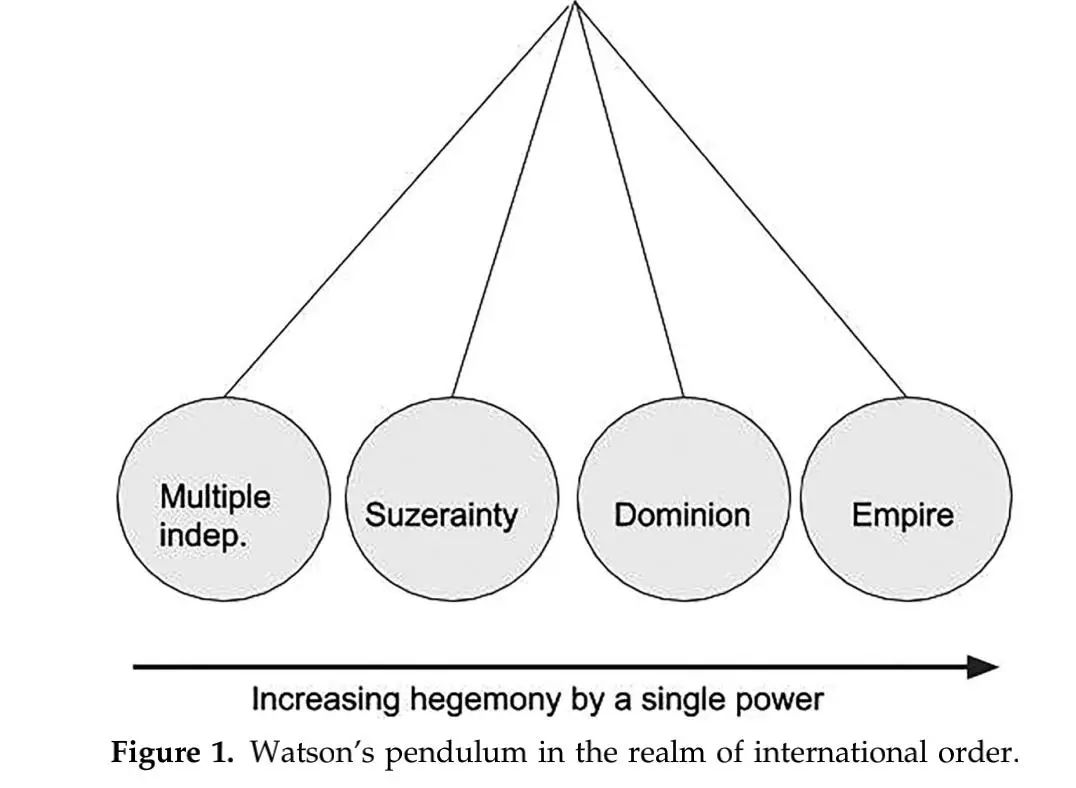 Multiple
indep.
Suzerainty
Dominion
Empire
Increasing hegemony by a single power
Figure 1. Watson’s pendulum in the realm of international order.